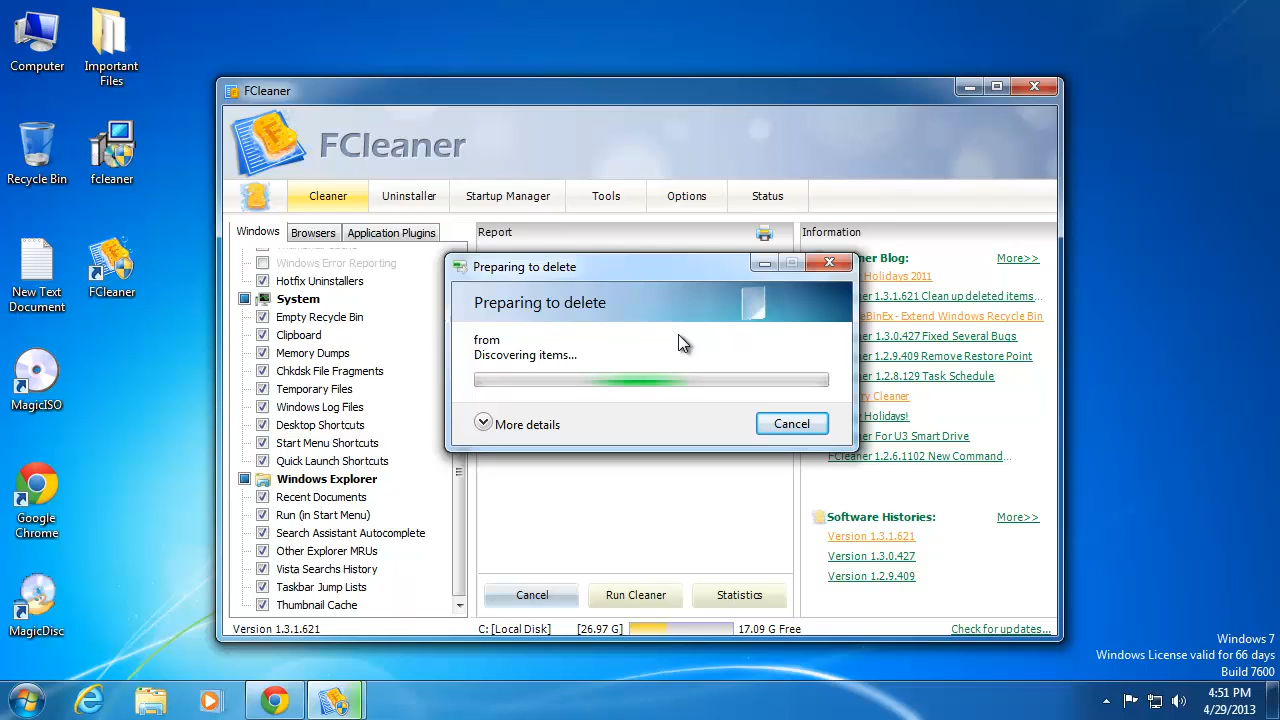 Computer
Important
Files
Recycle Bin
fcleaner
New Text
Document
FCleaner
MagicISO
Google
Chrome
MagicDisc
FCleaner
FCleaner
Cleaner
Uninstaller
Startup Manager
Tools
Options
Status
Windows
Browsers
Application Plugins
Windows Error Reporting
Hotfix Uninstallers
System
Empty Recycle Bin
Clipboard
Memory Dumps
Chkdsk File Fragments
Temporary Files
Windows Log Files
Desktop Shortcuts
Start Menu Shortcuts
Quick Launch Shortcuts
Windows Explorer
Recent Documents
Run (in Start Menu)
Search Assistant Autocomplete
Other Explorer MRUs
Vista Searchs History
Taskbar Jump Lists
Thumbnail Cache
Report
Preparing to delete
Preparing to delete
from
Discovering items...
More details
Cancel
Cancel
Run Cleaner
Statistics
Information
Blog:
More>>
Holidays 2011
1.3.1.621 Clean up deleted items...
- Extend Windows Recycle Bin
1.3.0.427 Fixed Several Bugs
1.2.9.409 Remove Restore Point
1.2.8.129 Task Schedule
Cleaner
Holidays!
For U3 Smart Drive
FCleaner 1.2.6.1102 New Command...
Software Histories:
More>>
Version 1.3.1.621
Version 1.3.0.427
Version 1.2.9.409
Version 1.3.1.621
C: [Local Disk]
[26.97 G]
17.09 G Free
Check for updates...
Windows 7
Windows License valid for 66 days
Build 7600
4:51 PM
4/29/2013